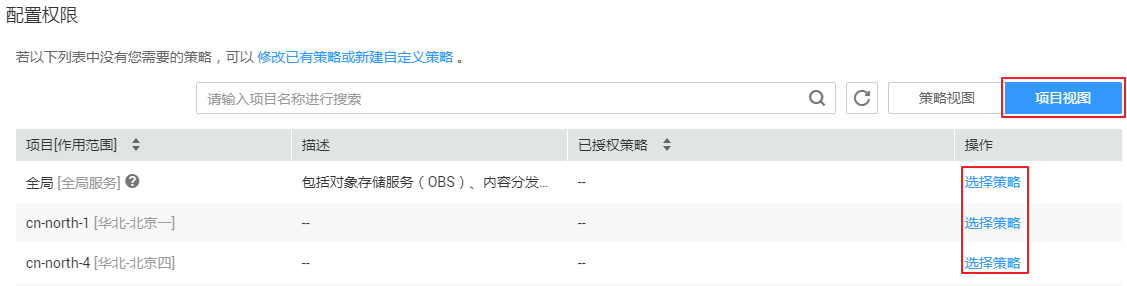 配置权限
若以下列表中没有您需要的策略，可以 修改已有策略或新建自定义策略 。
请输入项目名称进行搜索 策略视图 项目视图
项目[作用范围] 描述 已授权策略 操作
全局 [全局服务] 包括对象存储服务（OBS）、内容分发... -- 选择策略
cn-north-1 [华北-北京一] -- -- 选择策略
cn-north-4 [华北-北京四] -- -- 选择策略